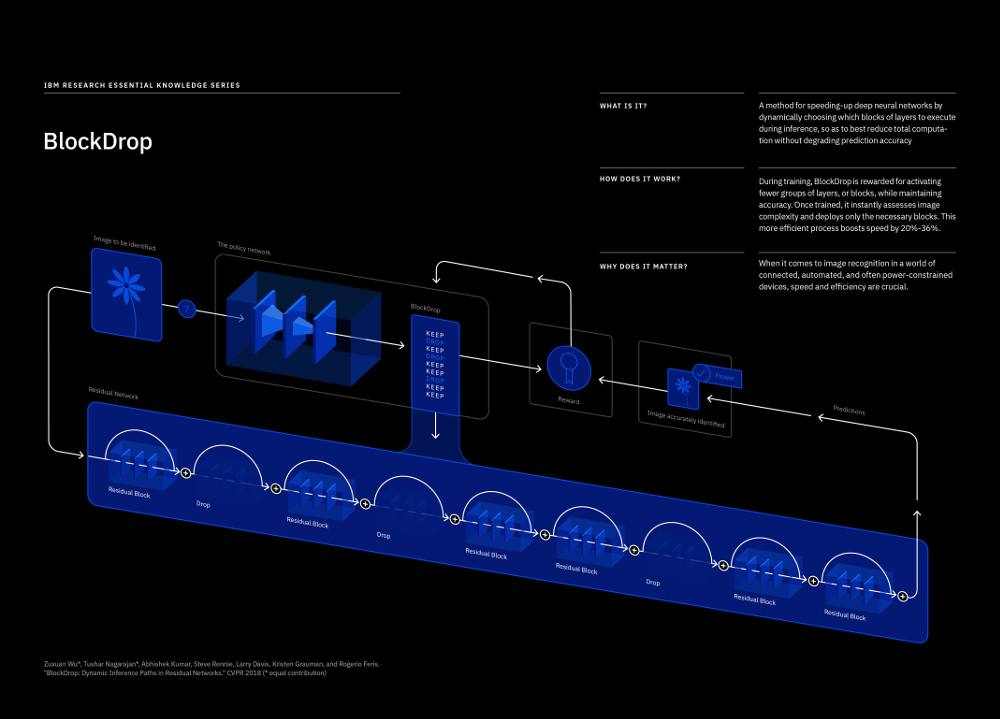 IBM RESEARCH ESSENTIAL KNOWLEDGE SERIES
BlockDrop
WHAT IS IT?
A method for speeding-up deep neural networks by
dynamically choosing which blocks of layers to execute
during inference, so as to best reduce total computa-
tion without degrading prediction accuracy
HOW DOES IT WORK?
During training, BlockDrop is rewarded for activating
fewer groups of layers, or blocks, while maintaining
accuracy. Once trained, it instantly assesses image
complexity and deploys only the necessary blocks. This
more efficient process boosts speed by 20%-36%.
WHY DOES IT MATTER?
When it comes to image recognition in a world of
connected, automated, and often power-constrained
devices, speed and efficiency are crucial.
Image to be identified
?
The policy network
BlockDrop
KEEP
DROP
KEEP
DROP
KEEP
KEEP
DROP
KEEP
KEEP
Reward
Flower
Image accurately identified
Predictions
Residual Network
Residual Block
Drop
Residual Block
Drop
Residual Block
Residual Block
Drop
Residual Block
Residual Block
Zuxuan Wu*, Tushar Nagarajan*, Abhishek Kumar, Steve Rennie, Larry Davis, Kristen Grauman, and Rogerio Feris.
"BlockDrop: Dynamic Inference Paths in Residual Networks." CVPR 2018 (* equal contribution)